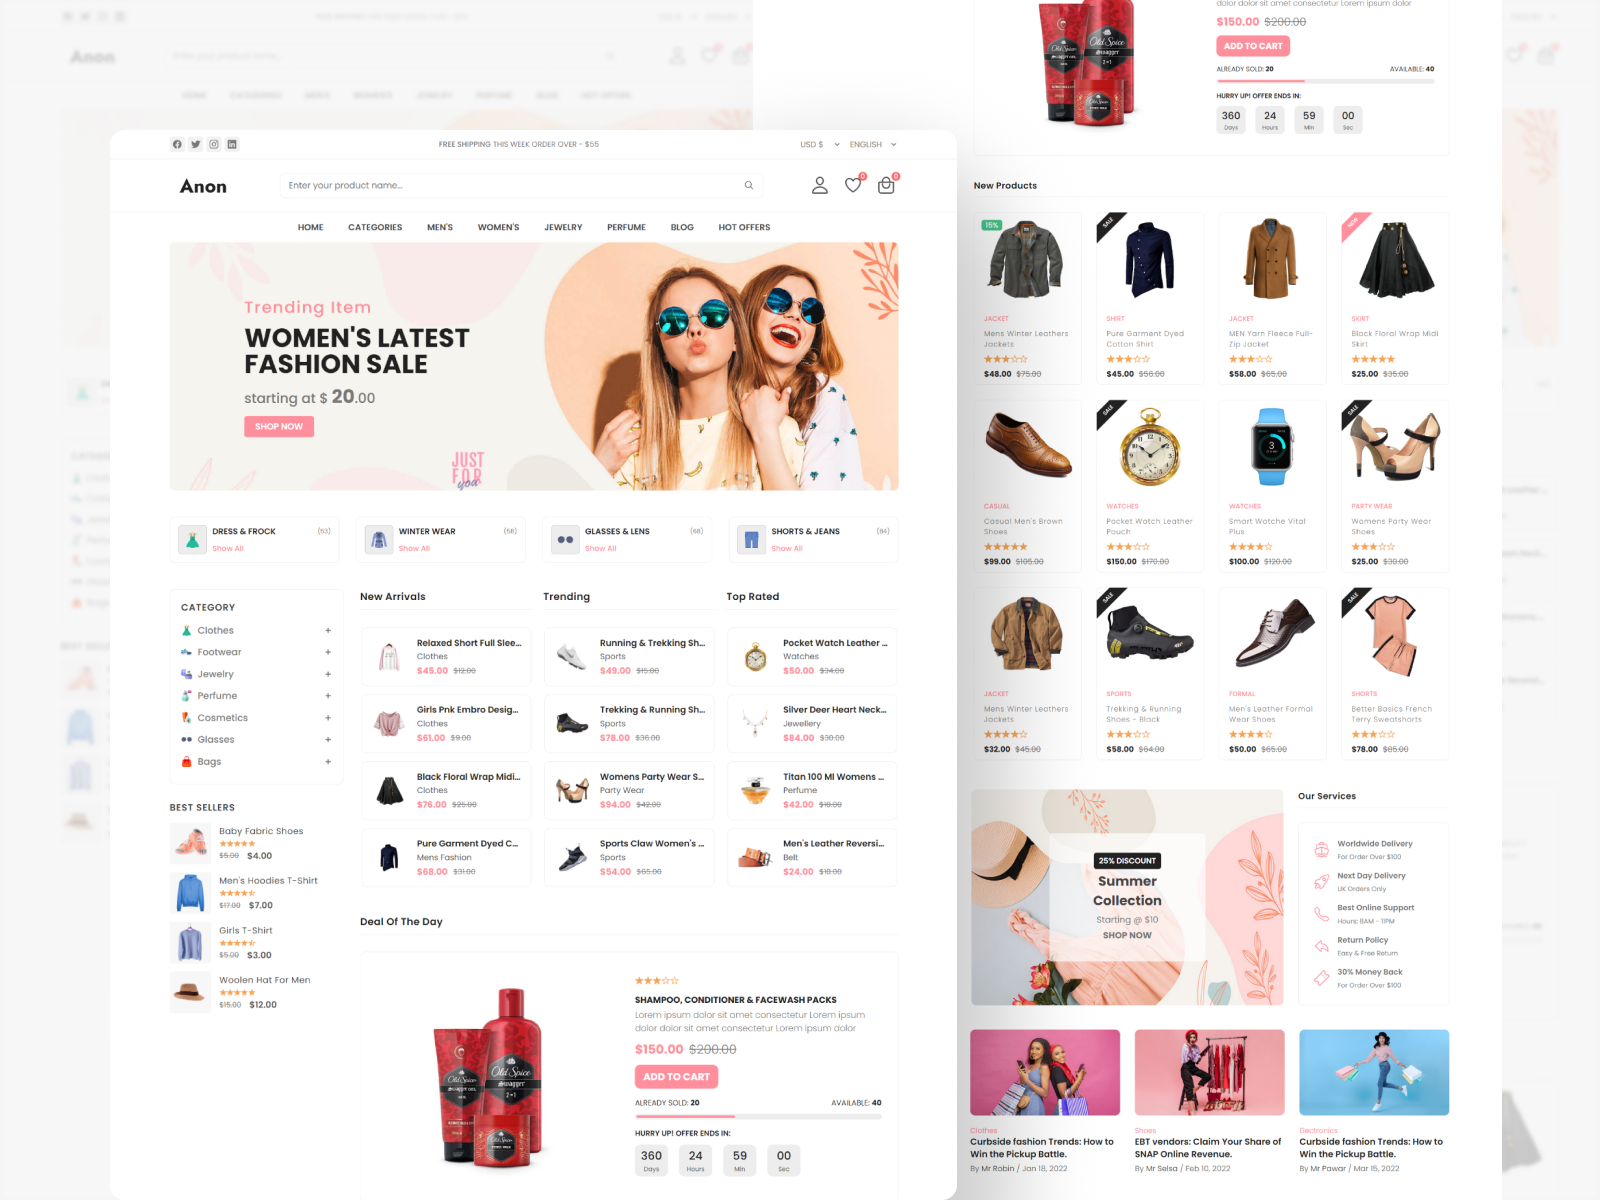 FREE SHIPPING THIS WEEK ORDER OVER - $55
USD $
ENGLISH
Anon
Enter your product name...
0
0
HOME
CATEGORIES
MEN'S
WOMEN'S
JEWELRY
PERFUME
BLOG
HOT OFFERS
Trending Item
WOMEN'S LATEST
FASHION SALE
starting at $ 20.00
SHOP NOW
JUST
FOR
you
DRESS & FROCK
(53)
Show All
WINTER WEAR
(58)
Show All
GLASSES & LENS
(68)
Show All
SHORTS & JEANS
(84)
Show All
CATEGORY
Clothes +
Footwear +
Jewelry +
Perfume +
Cosmetics +
Glasses +
Bags +
BEST SELLERS
Baby Fabric Shoes
$5.00 $4.00
Men's Hoodies T-Shirt
$17.00 $7.00
Girls T-Shirt
$5.00 $3.00
Woolen Hat For Men
$15.00 $12.00
New Arrivals
Relaxed Short Full Slee...
Clothes
$45.00 $12.00
Girls Pnk Embro Desig...
Clothes
$61.00 $9.00
Black Floral Wrap Midi...
Clothes
$76.00 $25.00
Pure Garment Dyed C...
Mens Fashion
$68.00 $31.00
Trending
Running & Trekking Sh...
Sports
$49.00 $15.00
Trekking & Running Sh...
Sports
$78.00 $36.00
Womens Party Wear S...
Party Wear
$94.00 $42.00
Sports Claw Women's ...
Sports
$54.00 $65.00
Top Rated
Pocket Watch Leather ...
Watches
$50.00 $34.00
Silver Deer Heart Neck...
Jewellery
$84.00 $30.00
Titan 100 Ml Womens ...
Perfume
$42.00 $10.00
Men's Leather Reversi...
Belt
$24.00 $10.00
Deal Of The Day
Old Spice
swagger
2 in 1
SHAMPOO, CONDITIONER & FACEWASH PACKS
Lorem ipsum dolor sit amet consectetur Lorem ipsum
dolor dolor sit amet consectetur Lorem ipsum dolor
$150.00 $200.00
ADD TO CART
ALREADY SOLD: 20
AVAILABLE: 40
HURRY UP! OFFER ENDS IN:
360
Days
24
Hours
59
Min
00
Sec
dolor dolor sit amet consectetur Lorem ipsum dolor
$150.00 $200.00
ADD TO CART
ALREADY SOLD: 20
AVAILABLE: 40
HURRY UP! OFFER ENDS IN:
360
Days
24
Hours
59
Min
00
Sec
New Products
15%
JACKET
Mens Winter Leathers
Jackets
$48.00 $75.00
SALE
SHIRT
Pure Garment Dyed
Cotton Shirt
$45.00 $56.00
JACKET
MEN Yarn Fleece Full-
Zip Jacket
$58.00 $65.00
NEW
SKIRT
Black Floral Wrap Midi
Skirt
$25.00 $35.00
CASUAL
Casual Men's Brown
Shoes
$99.00 $105.00
SALE
WATCHES
Pocket Watch Leather
Pouch
$150.00 $170.00
WATCHES
Smart Watche Vital
Plus
$100.00 $120.00
SALE
PARTY WEAR
Womens Party Wear
Shoes
$25.00 $30.00
JACKET
Mens Winter Leathers
Jackets
$32.00 $45.00
SALE
SPORTS
Trekking & Running
Shoes - Black
$58.00 $64.00
FORMAL
Men's Leather Formal
Wear Shoes
$50.00 $65.00
SALE
SHORTS
Better Basics French
Terry Sweatshorts
$78.00 $85.00
25% DISCOUNT
Summer
Collection
Starting @ $10
SHOP NOW
Our Services
Worldwide Delivery
For Order Over $100
Next Day Delivery
UK Orders Only
Best Online Support
Hours: 8AM - 11PM
Return Policy
Easy & Free Return
30% Money Back
For Order Over $100
Clothes
Curbside fashion Trends: How to
Win the Pickup Battle.
By Mr Robin / Jan 18, 2022
Shoes
EBT vendors: Claim Your Share of
SNAP Online Revenue.
By Mr Selsa / Feb 10, 2022
Electronics
Curbside fashion Trends: How to
Win the Pickup Battle.
By Mr Pawar / Mar 15, 2022